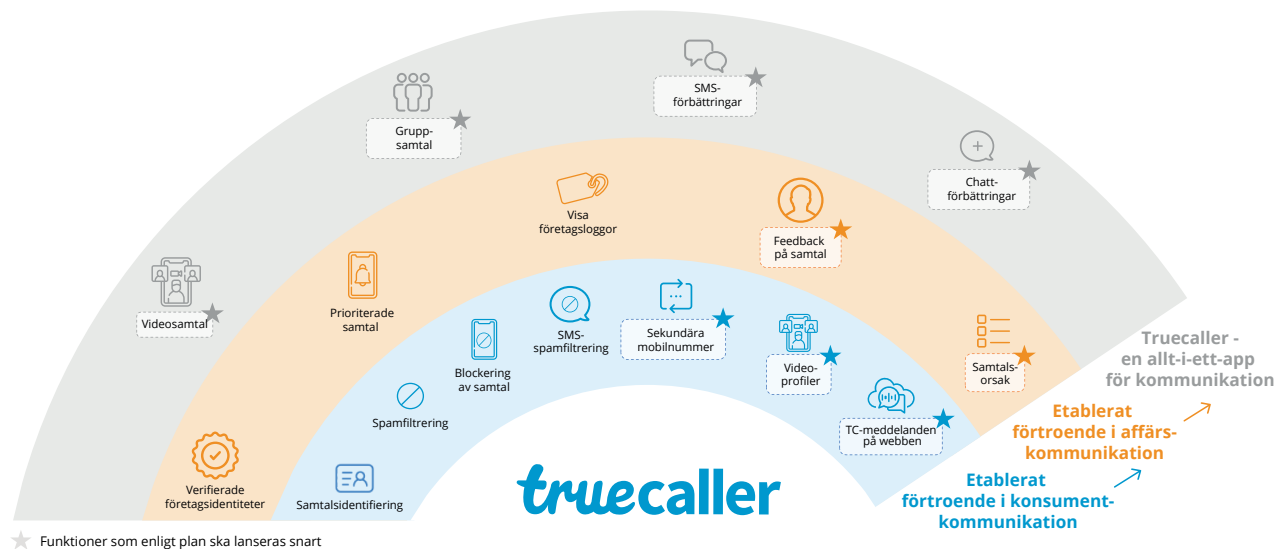 SMS-
förbättringar
Grupp-
samtal
Chatt-
förbättringar
Videosamtal
Visa
företagsloggor
Feedback
på samtal
Prioriterade
samtal
Samtals-
orsak
Verifierade
företagsidentiteter
Sekundära
mobilnummer
SMS-
spamfiltrering
Blockering
av samtal
Video-
profiler
Spamfiltrering
TC-meddelanden
på webben
Samtalsidentifiering
truecaller
Truecaller -
en allt-i-ett-app
för kommunikation
Etablerat
förtroende i affärs-
kommunikation
Etablerat
förtroende i konsument-
kommunikation
Funktioner som enligt plan ska lanseras snart